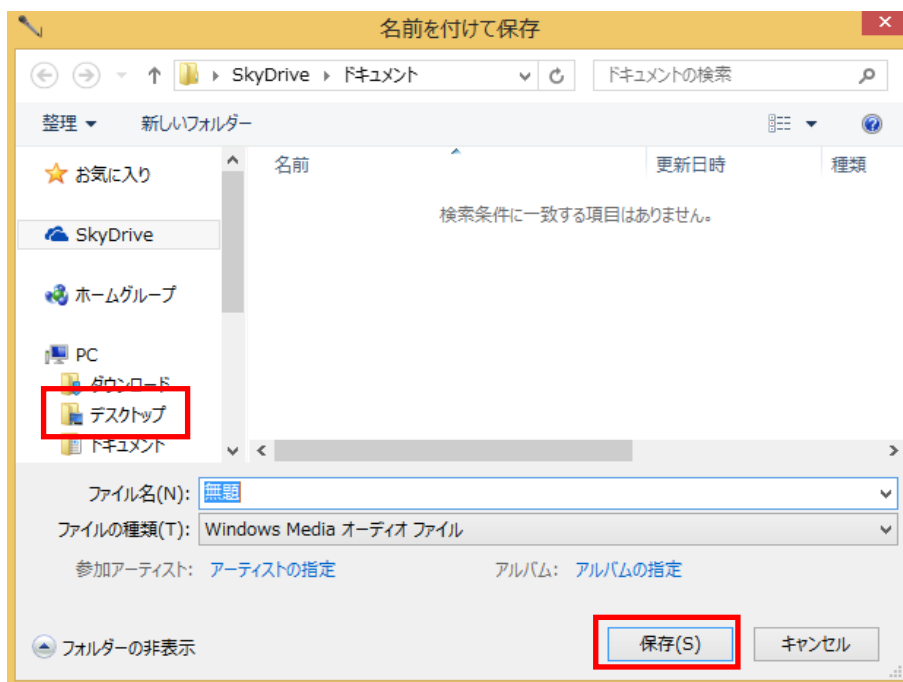 名前を付けて保存
SkyDrive ドキュメント ドキュメントの検索
整理 新しいフォルダー
名前 更新日時 種類
検索条件に一致する項目はありません。
お気に入り
SkyDrive
ホームグループ
PC
ダウンロード
デスクトップ
ドキュメント
ファイル名(N): 無題
ファイルの種類(T): Windows Media オーディオ ファイル
参加アーティスト: アーティストの指定 アルバム: アルバムの指定
フォルダーの非表示 保存(S) キャンセル